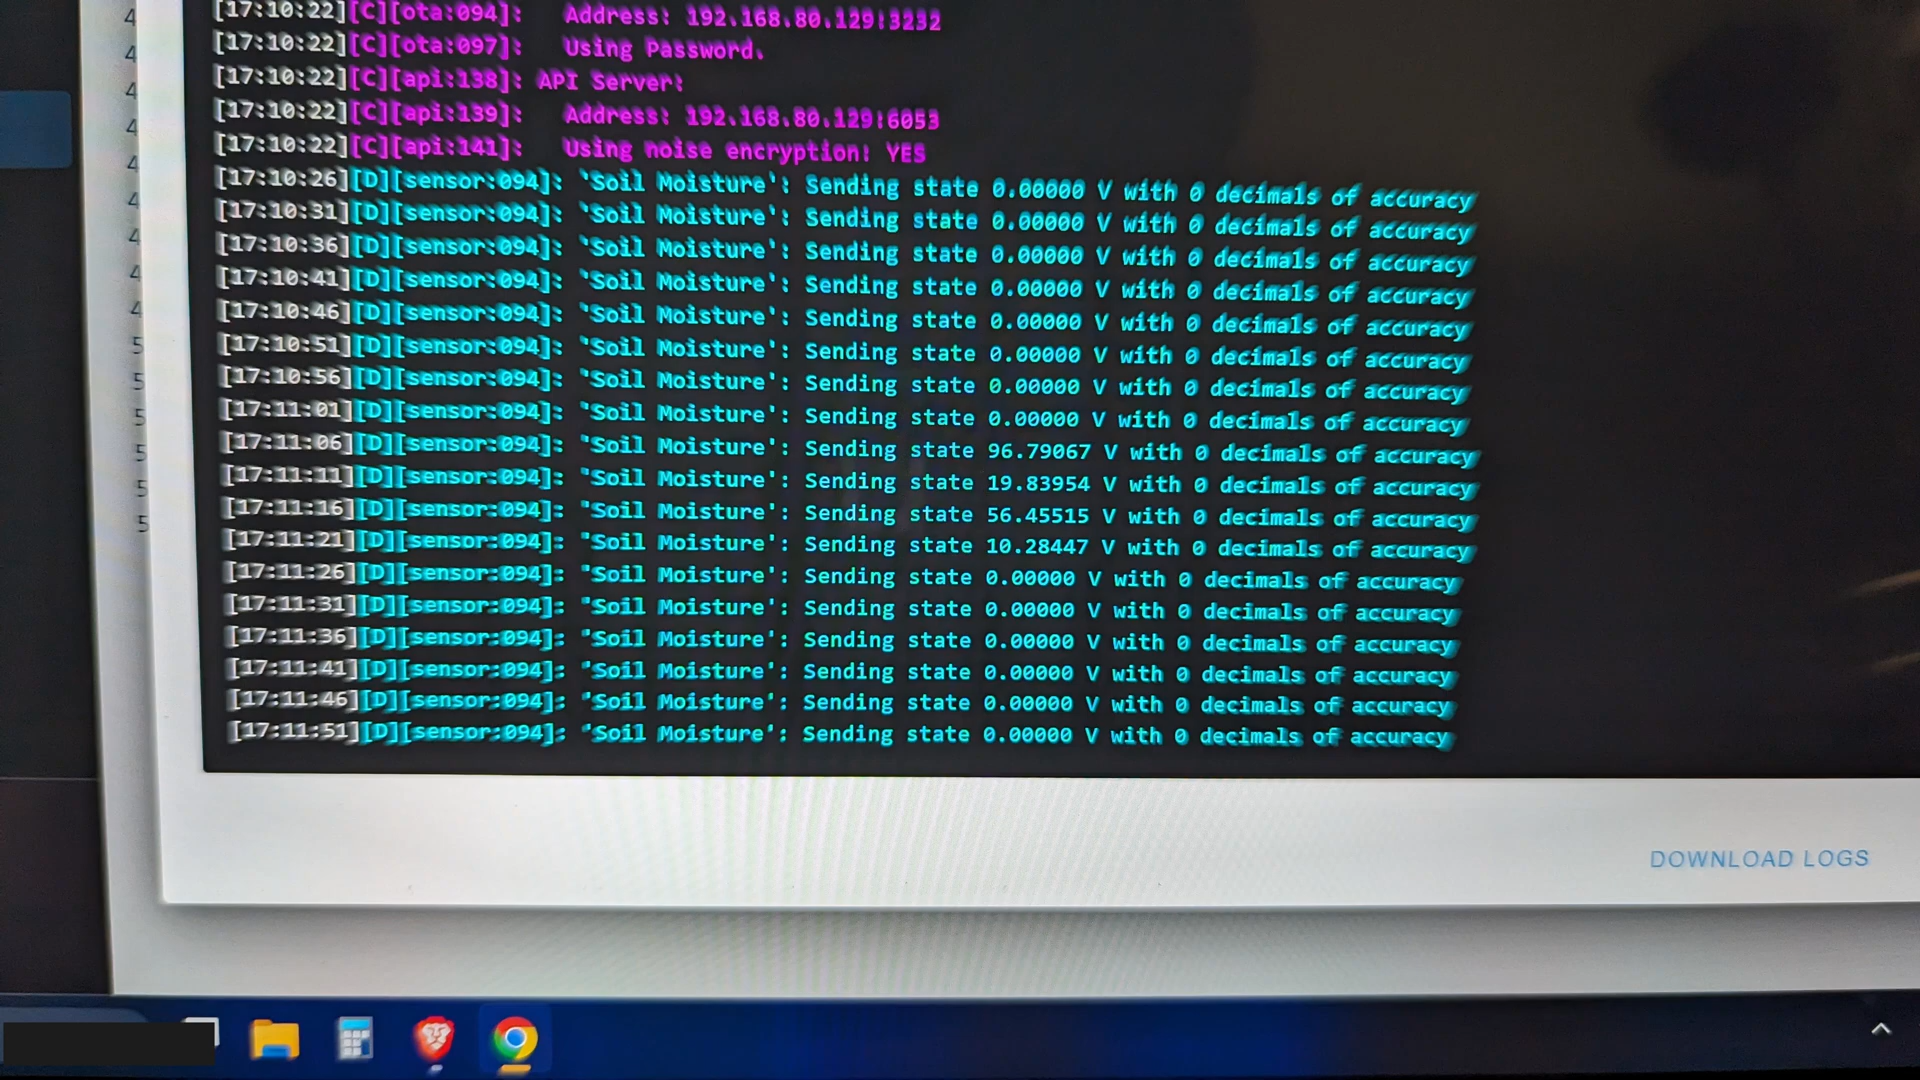 [17:10:22][C][ota:094]:   Address: 192.168.80.129:3232
[17:10:22][C][ota:097]:   Using Password.
[17:10:22][C][api:138]: API Server:
[17:10:22][C][api:139]:   Address: 192.168.80.129:6053
[17:10:22][C][api:141]:   Using noise encryption: YES
[17:10:26][D][sensor:094]: 'Soil Moisture': Sending state 0.00000 V with 0 decimals of accuracy
[17:10:31][D][sensor:094]: 'Soil Moisture': Sending state 0.00000 V with 0 decimals of accuracy
[17:10:36][D][sensor:094]: 'Soil Moisture': Sending state 0.00000 V with 0 decimals of accuracy
[17:10:41][D][sensor:094]: 'Soil Moisture': Sending state 0.00000 V with 0 decimals of accuracy
[17:10:46][D][sensor:094]: 'Soil Moisture': Sending state 0.00000 V with 0 decimals of accuracy
[17:10:51][D][sensor:094]: 'Soil Moisture': Sending state 0.00000 V with 0 decimals of accuracy
[17:10:56][D][sensor:094]: 'Soil Moisture': Sending state 0.00000 V with 0 decimals of accuracy
[17:11:01][D][sensor:094]: 'Soil Moisture': Sending state 0.00000 V with 0 decimals of accuracy
[17:11:06][D][sensor:094]: 'Soil Moisture': Sending state 96.79067 V with 0 decimals of accuracy
[17:11:11][D][sensor:094]: 'Soil Moisture': Sending state 19.83954 V with 0 decimals of accuracy
[17:11:16][D][sensor:094]: 'Soil Moisture': Sending state 56.45515 V with 0 decimals of accuracy
[17:11:21][D][sensor:094]: 'Soil Moisture': Sending state 10.28447 V with 0 decimals of accuracy
[17:11:26][D][sensor:094]: 'Soil Moisture': Sending state 0.00000 V with 0 decimals of accuracy
[17:11:31][D][sensor:094]: 'Soil Moisture': Sending state 0.00000 V with 0 decimals of accuracy
[17:11:36][D][sensor:094]: 'Soil Moisture': Sending state 0.00000 V with 0 decimals of accuracy
[17:11:41][D][sensor:094]: 'Soil Moisture': Sending state 0.00000 V with 0 decimals of accuracy
[17:11:46][D][sensor:094]: 'Soil Moisture': Sending state 0.00000 V with 0 decimals of accuracy
[17:11:51][D][sensor:094]: 'Soil Moisture': Sending state 0.00000 V with 0 decimals of accuracy
DOWNLOAD LOGS